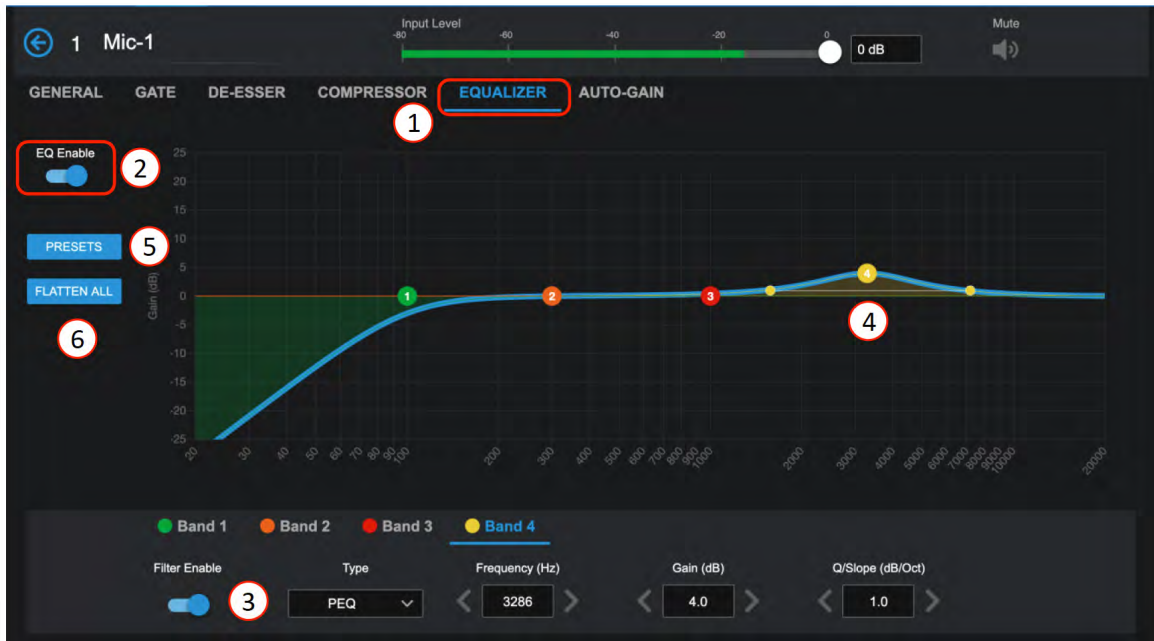 Input Level
Mute
-80 -60 -40 -20 0
1 Mic-1
0 dB
GENERAL GATE DE-ESSER COMPRESSOR EQUALIZER AUTO-GAIN
1
EQ Enable
2
25
20
15
PRESETS
5
10
5
FLATTEN ALL
Gain (dB)
4
1 2 3
0
6
4
-5
-10
-15
-20
-25
20 30 40 50 60 70 80 90 100 200 300 400 500 600 700 800 900 1000 2000 3000 4000 5000 6000 7000 8000 9000 10000 20000
Band 1 Band 2 Band 3 Band 4
Filter Enable Type Frequency (Hz) Gain (dB) Q/Slope (dB/Oct)
3 PEQ 3286 4.0 1.0